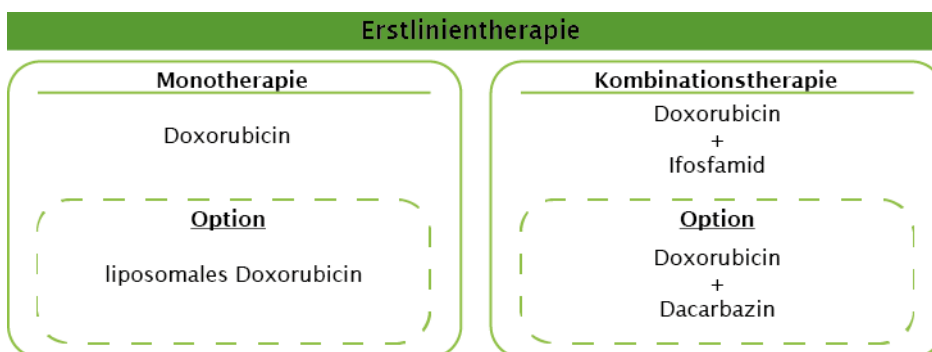 Erstlinientherapie
Monotherapie
Doxorubicin
Option
liposomales Doxorubicin
Kombinationstherapie
Doxorubicin
+
Ifosfamid
Option
Doxorubicin
+
Dacarbazin